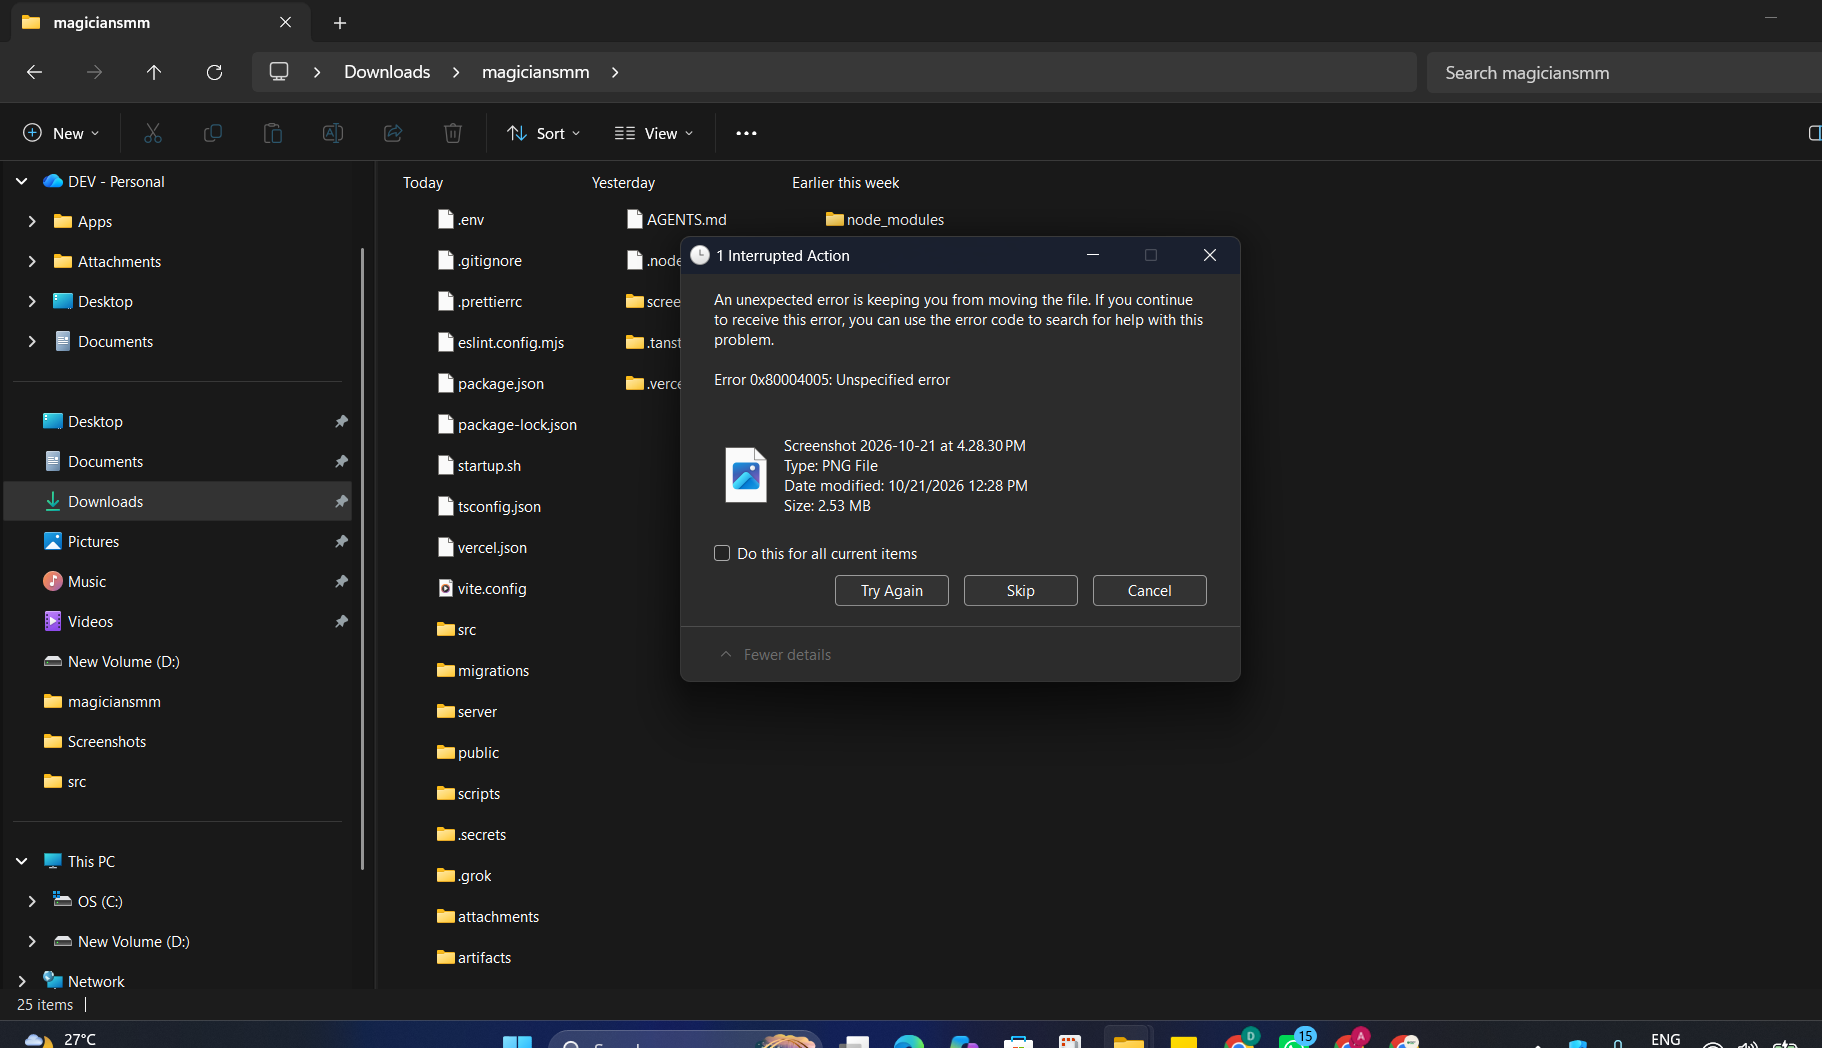 magiciansmm
Downloads
magiciansmm
Search magiciansmm
New
Sort
View
DEV - Personal
Apps
Attachments
Desktop
Documents
Desktop
Documents
Downloads
Pictures
Music
Videos
New Volume (D:)
magiciansmm
Screenshots
src
This PC
OS (C:)
New Volume (D:)
Network
25 items
Today
.env
.gitignore
.prettierrc
eslint.config.mjs
package.json
package-lock.json
startup.sh
tsconfig.json
vercel.json
vite.config
src
migrations
server
public
scripts
.secrets
.grok
attachments
artifacts
Yesterday
AGENTS.md
.node
scree
.tanst
.verce
Earlier this week
node_modules
1 Interrupted Action
An unexpected error is keeping you from moving the file. If you continue
to receive this error, you can use the error code to search for help with this
problem.
Error 0x80004005: Unspecified error
Screenshot 2026-10-21 at 4.28.30 PM
Type: PNG File
Date modified: 10/21/2026 12:28 PM
Size: 2.53 MB
Do this for all current items
Try Again
Skip
Cancel
Fewer details
27°C
D
15
A
ENG